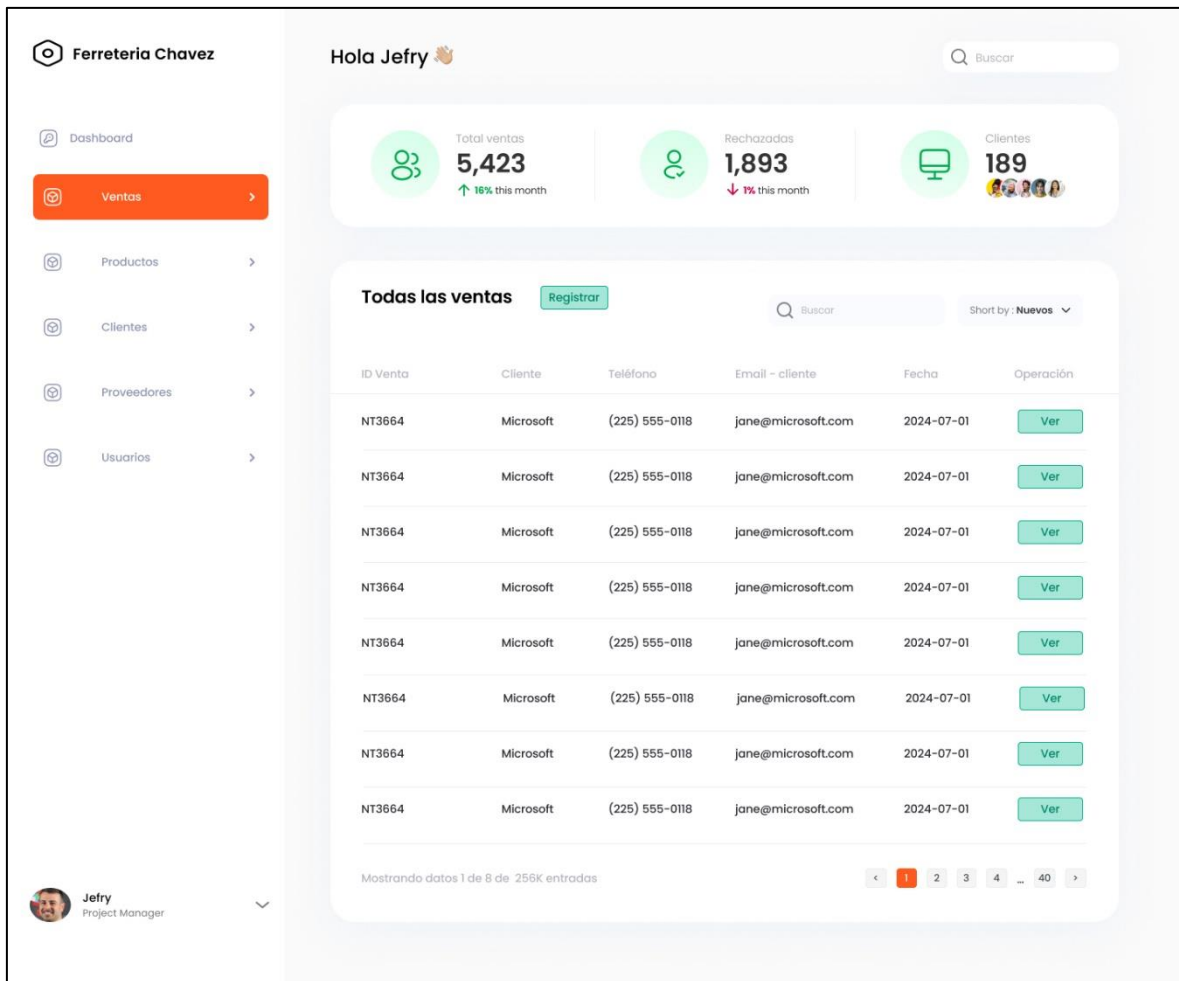 Ferreteria Chavez
Dashboard
Ventas
Productos
Clientes
Proveedores
Usuarios
Jefry
Project Manager
Hola Jefry
Buscar
Total ventas
5,423
16% this month
Rechazadas
1,893
1% this month
Clientes
189
Todas las ventas
Registrar
Buscar
Short by : Nuevos
ID Venta Cliente Teléfono Email - cliente Fecha Operación
NT3664 Microsoft (225) 555-0118 jane@microsoft.com 2024-07-01 Ver
NT3664 Microsoft (225) 555-0118 jane@microsoft.com 2024-07-01 Ver
NT3664 Microsoft (225) 555-0118 jane@microsoft.com 2024-07-01 Ver
NT3664 Microsoft (225) 555-0118 jane@microsoft.com 2024-07-01 Ver
NT3664 Microsoft (225) 555-0118 jane@microsoft.com 2024-07-01 Ver
NT3664 Microsoft (225) 555-0118 jane@microsoft.com 2024-07-01 Ver
NT3664 Microsoft (225) 555-0118 jane@microsoft.com 2024-07-01 Ver
NT3664 Microsoft (225) 555-0118 jane@microsoft.com 2024-07-01 Ver
Mostrando datos 1 de 8 de 256K entradas
< 1 2 3 4 ... 40 >